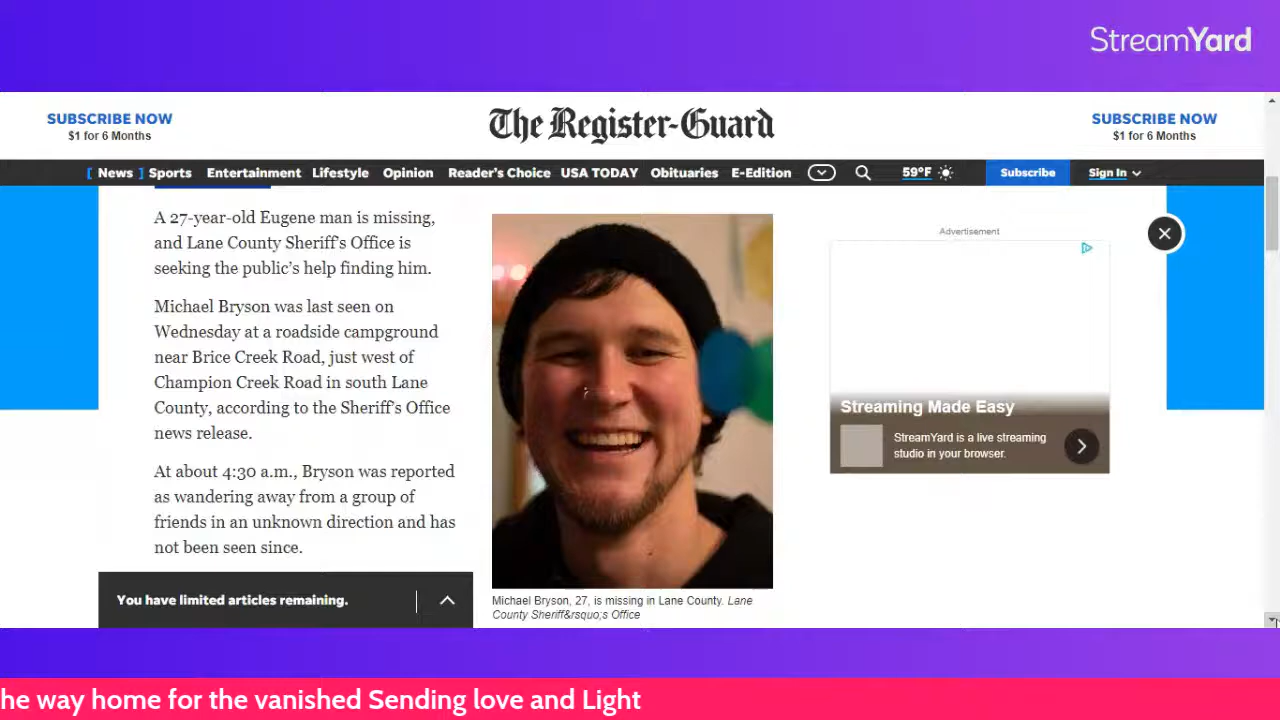 StreamYard
SUBSCRIBE NOW
$1 for 6 Months
The Register-Guard
SUBSCRIBE NOW
$1 for 6 Months
[ News ] Sports Entertainment Lifestyle Opinion Reader's Choice USA TODAY Obituaries E-Edition 59°F Subscribe Sign In
A 27-year-old Eugene man is missing,
and Lane County Sheriff's Office is
seeking the public's help finding him.
Michael Bryson was last seen on
Wednesday at a roadside campground
near Brice Creek Road, just west of
Champion Creek Road in south Lane
County, according to the Sheriff's Office
news release.
At about 4:30 a.m., Bryson was reported
as wandering away from a group of
friends in an unknown direction and has
not been seen since.
You have limited articles remaining.
Michael Bryson, 27, is missing in Lane County. Lane
County Sheriff&rsquo;s Office
Advertisement
Streaming Made Easy
StreamYard is a live streaming
studio in your browser.
he way home for the vanished Sending love and Light